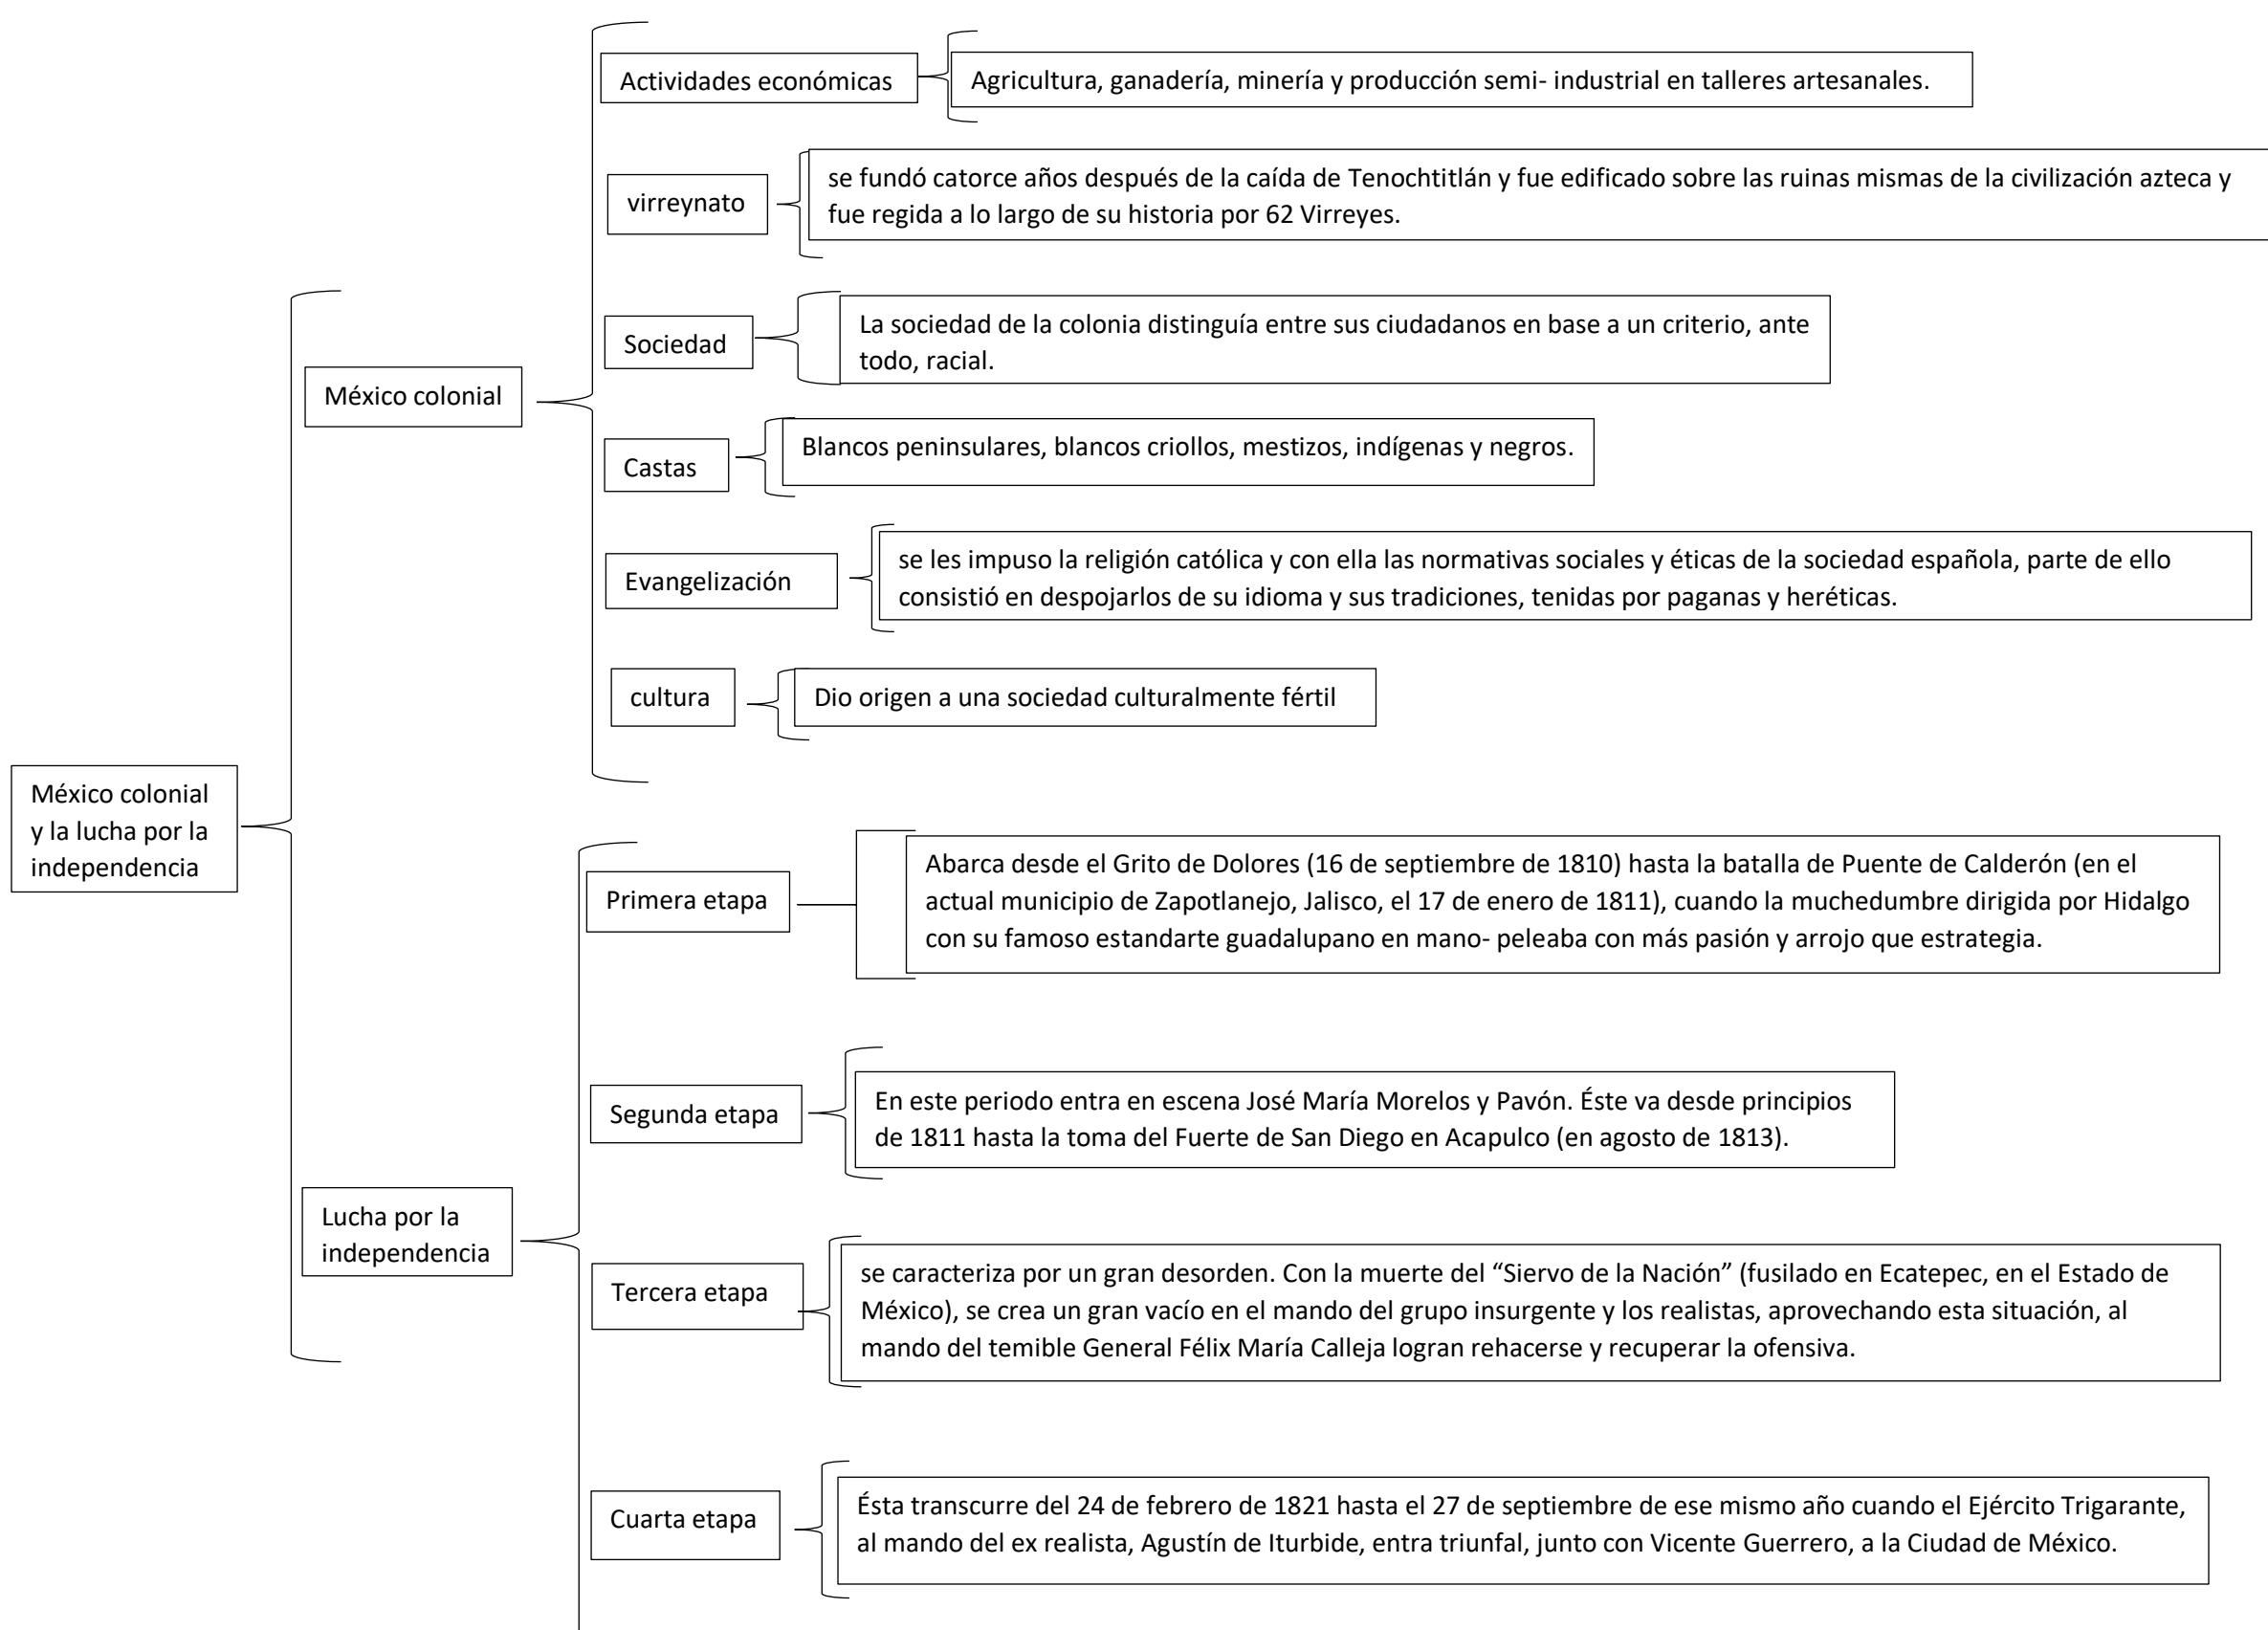 México colonial
y la lucha por la
independencia
México colonial
Actividades económicas
Agricultura, ganadería, minería y producción semi- industrial en talleres artesanales.
virreynato
se fundó catorce años después de la caída de Tenochtitlán y fue edificado sobre las ruinas mismas de la civilización azteca y
fue regida a lo largo de su historia por 62 Virreyes.
Sociedad
La sociedad de la colonia distinguía entre sus ciudadanos en base a un criterio, ante
todo, racial.
Castas
Blancos peninsulares, blancos criollos, mestizos, indígenas y negros.
Evangelización
se les impuso la religión católica y con ella las normativas sociales y éticas de la sociedad española, parte de ello
consistió en despojarlos de su idioma y sus tradiciones, tenidas por paganas y heréticas.
cultura
Dio origen a una sociedad culturalmente fértil
Lucha por la
independencia
Primera etapa
Abarca desde el Grito de Dolores (16 de septiembre de 1810) hasta la batalla de Puente de Calderón (en el
actual municipio de Zapotlanejo, Jalisco, el 17 de enero de 1811), cuando la muchedumbre dirigida por Hidalgo
con su famoso estandarte guadalupano en mano- peleaba con más pasión y arrojo que estrategia.
Segunda etapa
En este periodo entra en escena José María Morelos y Pavón. Éste va desde principios
de 1811 hasta la toma del Fuerte de San Diego en Acapulco (en agosto de 1813).
Tercera etapa
se caracteriza por un gran desorden. Con la muerte del “Siervo de la Nación” (fusilado en Ecatepec, en el Estado de
México), se crea un gran vacío en el mando del grupo insurgente y los realistas, aprovechando esta situación, al
mando del temible General Félix María Calleja logran rehacerse y recuperar la ofensiva.
Cuarta etapa
Ésta transcurre del 24 de febrero de 1821 hasta el 27 de septiembre de ese mismo año cuando el Ejército Trigarante,
al mando del ex realista, Agustín de Iturbide, entra triunfal, junto con Vicente Guerrero, a la Ciudad de México.